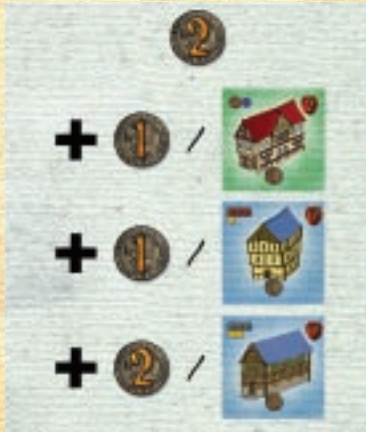 2
+ 1 /
+ 1 /
+ 2 /